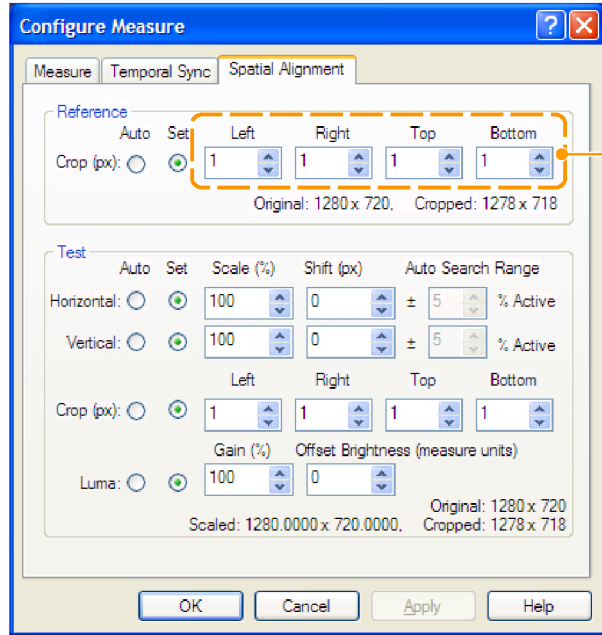 Configure Measure
Measure Temporal Sync Spatial Alignment
Reference
Auto Set Left Right Top Bottom
Crop (px): 1 1 1 1
Original: 1280 x 720, Cropped: 1278 x 718
Test
Auto Set Scale (%) Shift (px) Auto Search Range
Horizontal: 100 0 ± 5 % Active
Vertical: 100 0 ± 5 % Active
Left Right Top Bottom
Crop (px): 1 1 1 1
Gain (%) Offset Brightness (measure units)
Luma: 100 0
Original: 1280 x 720
Scaled: 1280.0000 x 720.0000, Cropped: 1278 x 718
OK Cancel Apply Help